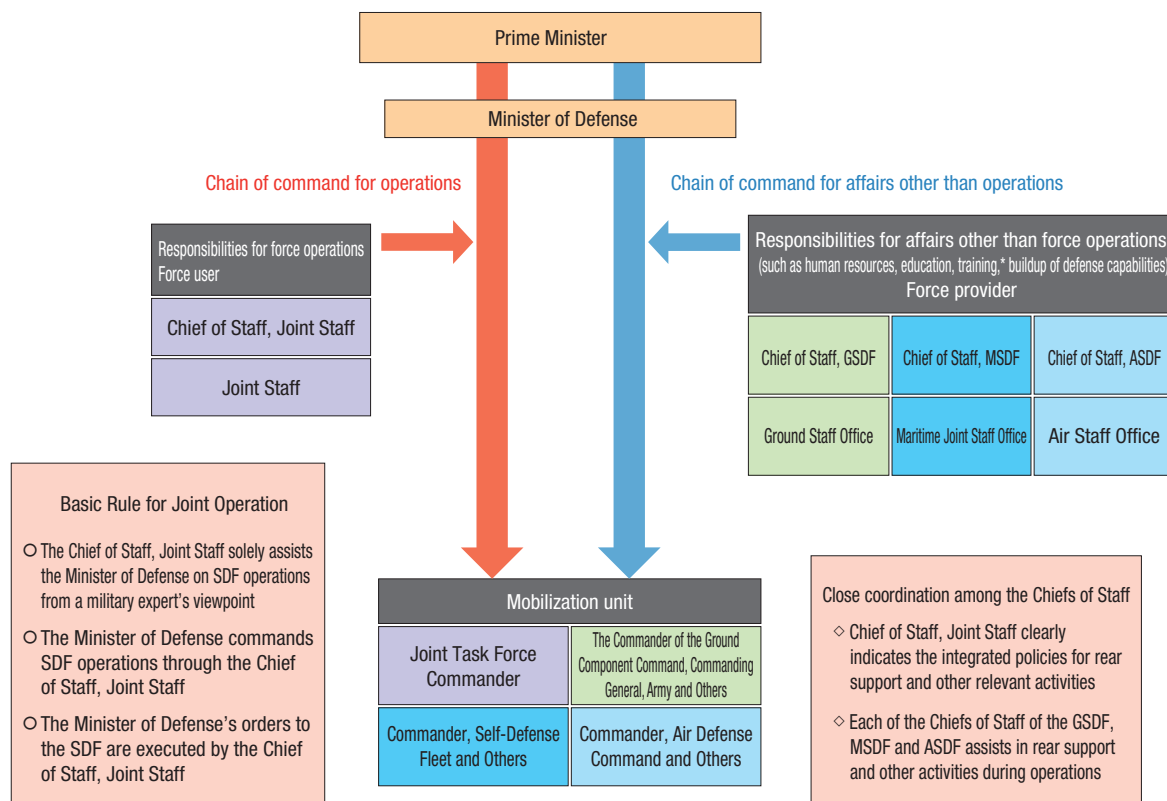 Prime Minister
Minister of Defense
Chain of command for operations
Chain of command for affairs other than operations
Responsibilities for force operations
Force user
Chief of Staff, Joint Staff
Joint Staff
Responsibilities for affairs other than force operations
(such as human resources, education, training,* buildup of defense capabilities)
Force provider
Chief of Staff, GSDF
Chief of Staff, MSDF
Chief of Staff, ASDF
Ground Staff Office
Maritime Joint Staff Office
Air Staff Office
Basic Rule for Joint Operation
○ The Chief of Staff, Joint Staff solely assists
the Minister of Defense on SDF operations
from a military expert’s viewpoint
○ The Minister of Defense commands
SDF operations through the Chief
of Staff, Joint Staff
○ The Minister of Defense’s orders to
the SDF are executed by the Chief
of Staff, Joint Staff
Mobilization unit
Joint Task Force
Commander
The Commander of the Ground
Component Command, Commanding
General, Army and Others
Commander, Self-Defense
Fleet and Others
Commander, Air Defense
Command and Others
Close coordination among the Chiefs of Staff
◇ Chief of Staff, Joint Staff clearly
indicates the integrated policies for rear
support and other relevant activities
◇ Each of the Chiefs of Staff of the GSDF,
MSDF and ASDF assists in rear support
and other activities during operations